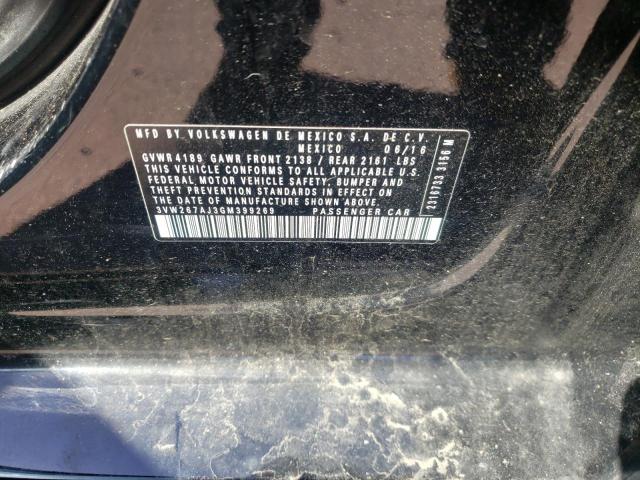 MFD BY VOLKSWAGEN DE MEXICO S.A. DE C.V.
MEXICO 06/16
GVWR 4189 GAWR FRONT 2138 / REAR 2161 LBS
THIS VEHICLE CONFORMS TO ALL APPLICABLE U.S.
FEDERAL MOTOR VEHICLE SAFETY, BUMPER AND
THEFT PREVENTION STANDARDS IN EFFECT ON
THE DATE OF MANUFACTURE SHOWN ABOVE.
3VW267AJ3GM399269 PASSENGER CAR
2316733 3156 M